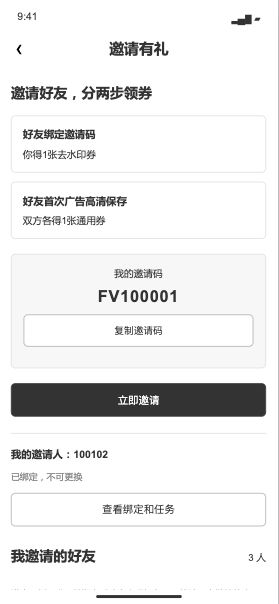 9:41
邀请有礼
邀请好友，分两步领券
好友绑定邀请码
你得1张去水印券
好友首次广告高清保存
双方各得1张通用券
我的邀请码
FV100001
复制邀请码
立即邀请
我的邀请人：100102
已绑定，不可更换
查看绑定和任务
我邀请的好友
3 人